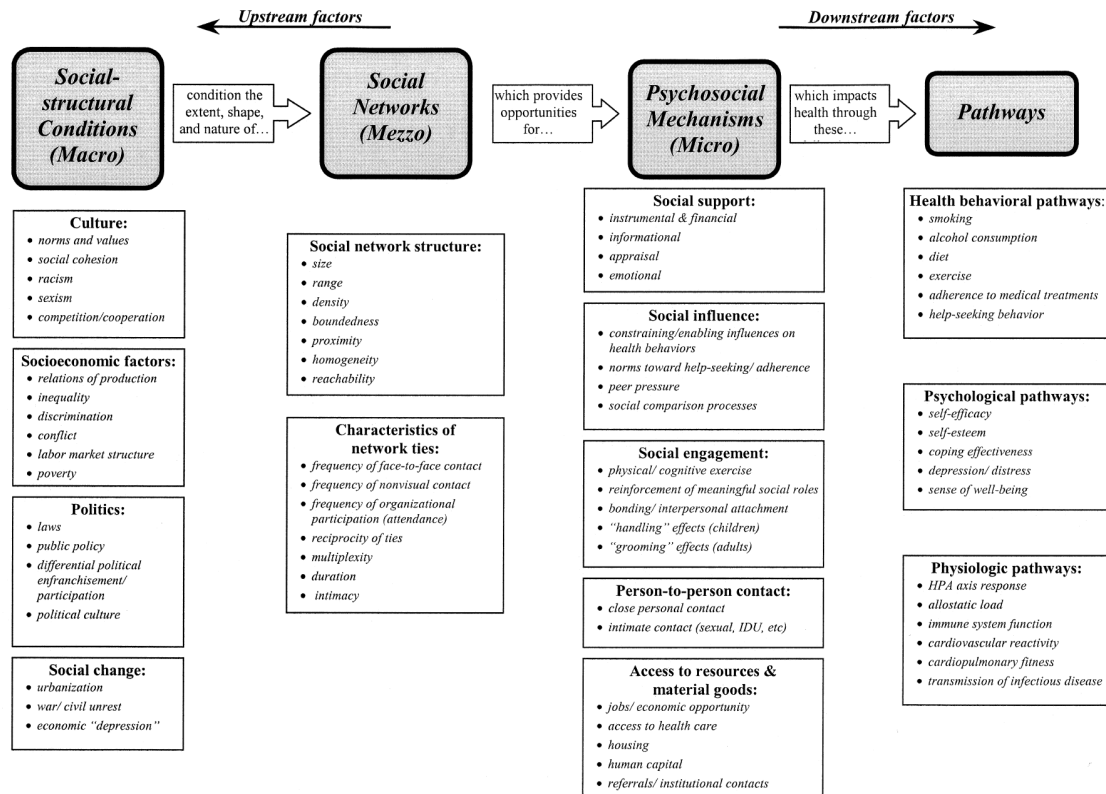 Upstream factors
Downstream factors
Social-
structural
Conditions
(Macro)
condition the
extent, shape,
and nature of…
Social
Networks
(Mezzo)
which provides
opportunities
for…
Psychosocial
Mechanisms
(Micro)
which impacts
health through
these…
Pathways
Culture:
• norms and values
• social cohesion
• racism
• sexism
• competition/cooperation
Socioeconomic factors:
• relations of production
• inequality
• discrimination
• conflict
• labor market structure
• poverty
Politics:
• laws
• public policy
• differential political
enfranchisement/
participation
• political culture
Social change:
• urbanization
• war/ civil unrest
• economic “depression”
Social network structure:
• size
• range
• density
• boundedness
• proximity
• homogeneity
• reachability
Characteristics of
network ties:
• frequency of face-to-face contact
• frequency of nonvisual contact
• frequency of organizational
participation (attendance)
• reciprocity of ties
• multiplexity
• duration
• intimacy
Social support:
• instrumental & financial
• informational
• appraisal
• emotional
Social influence:
• constraining/enabling influences on
health behaviors
• norms toward help-seeking/ adherence
• peer pressure
• social comparison processes
Social engagement:
• physical/ cognitive exercise
• reinforcement of meaningful social roles
• bonding/ interpersonal attachment
• “handling” effects (children)
• “grooming” effects (adults)
Person-to-person contact:
• close personal contact
• intimate contact (sexual, IDU, etc)
Access to resources &
material goods:
• jobs/ economic opportunity
• access to health care
• housing
• human capital
• referrals/ institutional contacts
Health behavioral pathways:
• smoking
• alcohol consumption
• diet
• exercise
• adherence to medical treatments
• help-seeking behavior
Psychological pathways:
• self-efficacy
• self-esteem
• coping effectiveness
• depression/ distress
• sense of well-being
Physiologic pathways:
• HPA axis response
• allostatic load
• immune system function
• cardiovascular reactivity
• cardiopulmonary fitness
• transmission of infectious disease